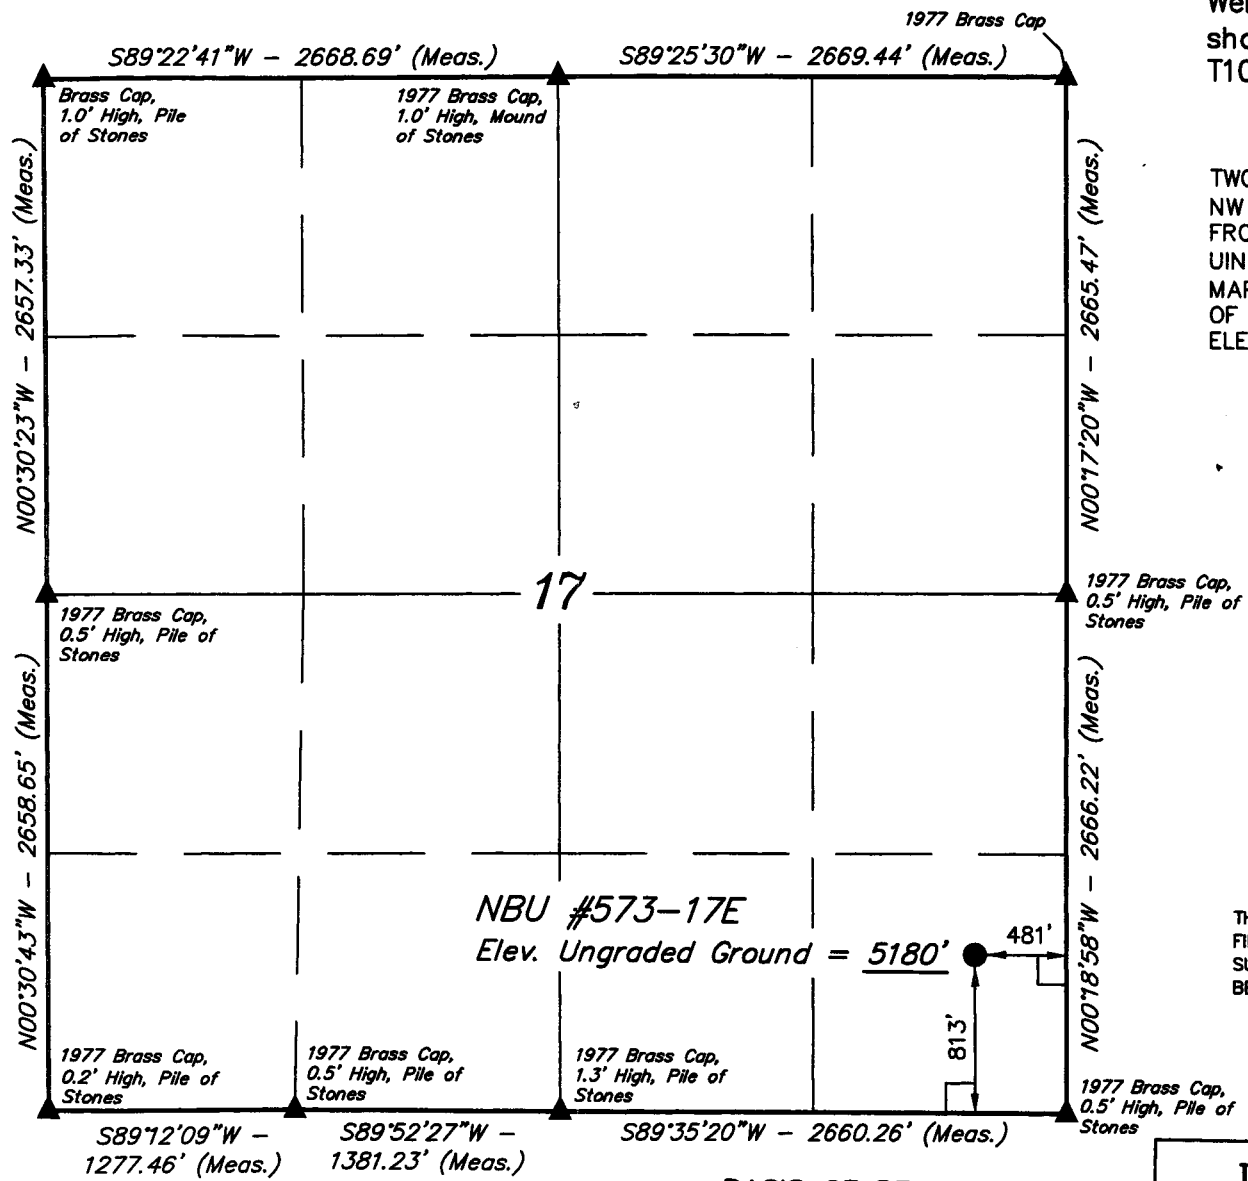 1977 Brass Cap
S89°22'41"W - 2668.69' (Meas.)
S89°25'30"W - 2669.44' (Meas.)
T10
Brass Cap,
1.0' High, Pile
of Stones
1977 Brass Cap,
1.0' High, Mound
of Stones
N00°30'23"W - 2657.33' (Meas.)
N00°17'20"W - 2665.47' (Meas.)
TWO
NW
FRO
UIN
MAP
OF
ELE
17
1977 Brass Cap,
0.5' High, Pile of
Stones
1977 Brass Cap,
0.5' High, Pile of
Stones
N00°30'43"W - 2658.65' (Meas.)
N00°18'58"W - 2666.22' (Meas.)
NBU #573-17E
Elev. Ungraded Ground = 5180'
481'
813'
TH
FI
SU
BE
1977 Brass Cap,
0.2' High, Pile of
Stones
1977 Brass Cap,
0.5' High, Pile of
Stones
1977 Brass Cap,
1.3' High, Pile of
Stones
1977 Brass Cap,
0.5' High, Pile of
Stones
S89°12'09"W -
1277.46' (Meas.)
S89°52'27"W -
1381.23' (Meas.)
S89°35'20"W - 2660.26' (Meas.)